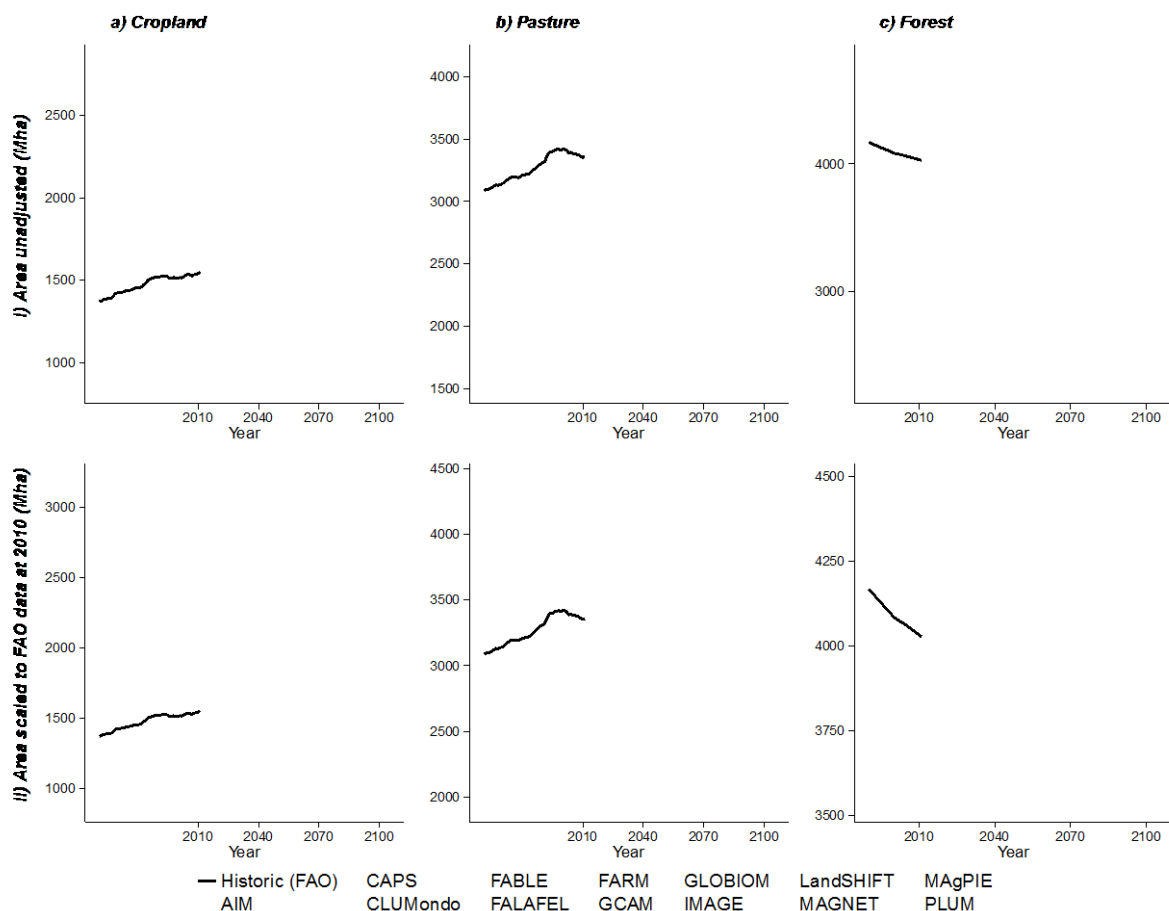 a) Cropland
b) Pasture
c) Forest
i) Area unadjusted (Mha)
2500
2000
1500
1000
2010 2040 2070 2100
Year
4000
3500
3000
2500
2000
1500
2010 2040 2070 2100
Year
4000
3000
2010 2040 2070 2100
Year
ii) Area scaled to FAO data at 2010 (Mha)
3000
2500
2000
1500
1000
2010 2040 2070 2100
Year
4500
4000
3500
3000
2500
2000
2010 2040 2070 2100
Year
4500
4250
4000
3750
3500
2010 2040 2070 2100
Year
Historic (FAO) CAPS FABLE FARM GLOBIOM LandSHIFT MAgPIE
AIM CLUMondo FALAFEL GCAM IMAGE MAGNET PLUM